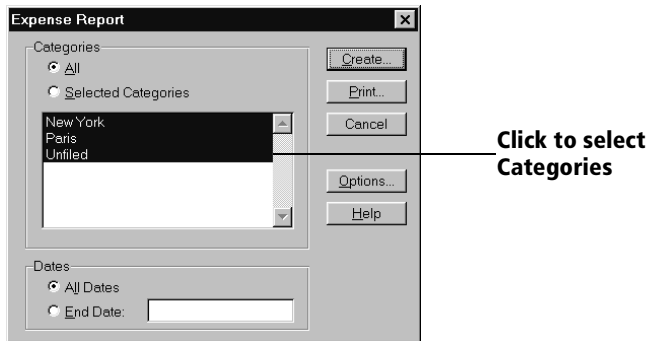 Expense Report
Categories
All
Selected Categories
New York
Paris
Unfiled
Create...
Print...
Cancel
Options...
Help
Click to select
Categories
Dates
All Dates
End Date: